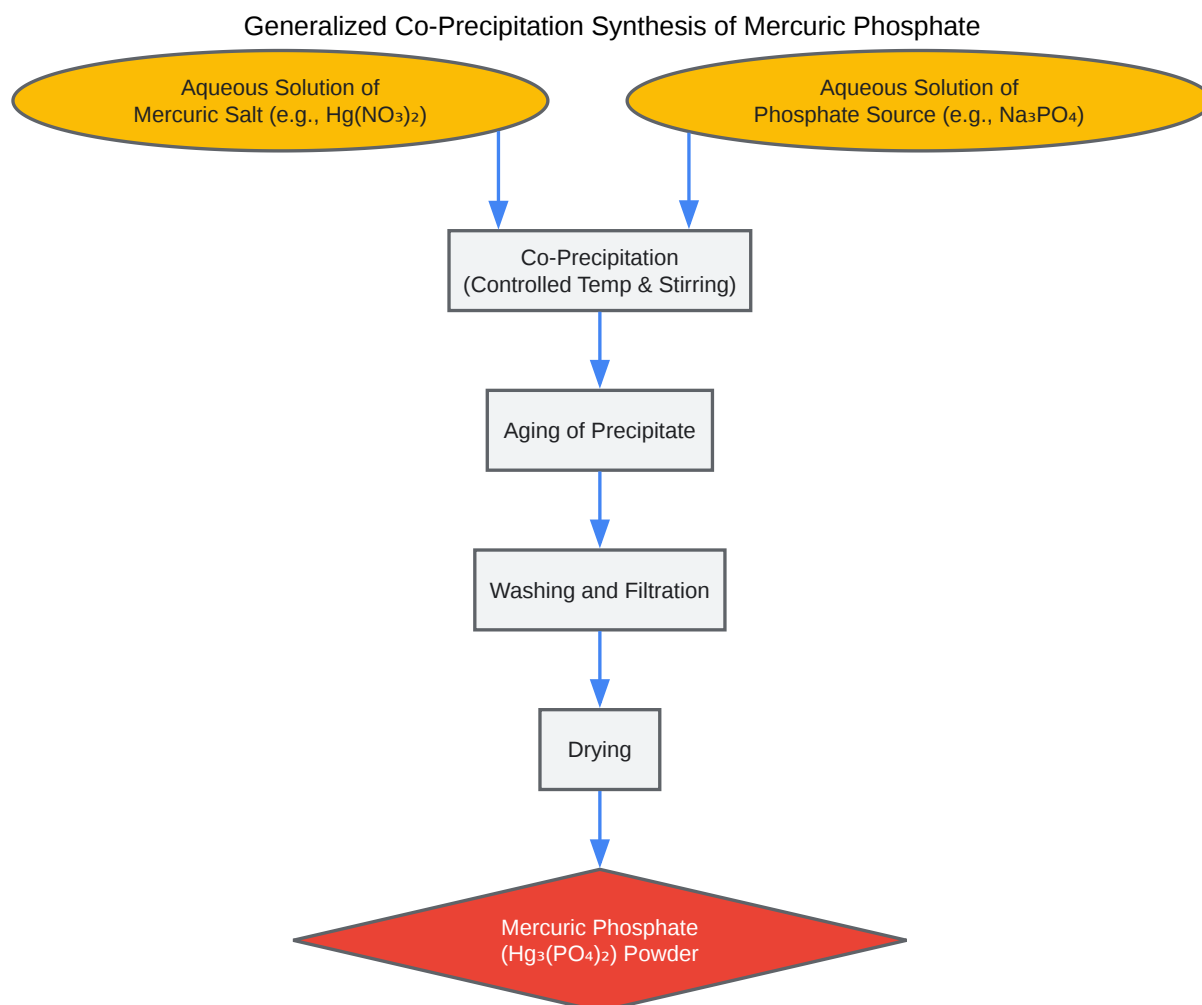 Generalized Co-Precipitation Synthesis of Mercuric Phosphate
Aqueous Solution of
Mercuric Salt (e.g., Hg(NO₃)₂)
Aqueous Solution of
Phosphate Source (e.g., Na₃PO₄)
Co-Precipitation
(Controlled Temp & Stirring)
Aging of Precipitate
Washing and Filtration
Drying
Mercuric Phosphate
(Hg₃(PO₄)₂) Powder